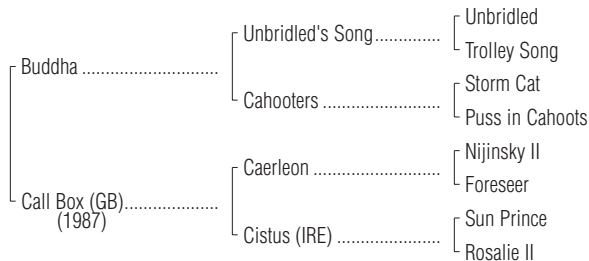 Unbridled
Unbridled's Song..............
Trolley Song
Buddha ............................
Storm Cat
Cahooters ........................
Puss in Cahoots
Nijinsky II
Caerleon ..........................
Foreseer
Call Box (GB)...................
(1987)
Sun Prince
Cistus (IRE) .....................
Rosalie II